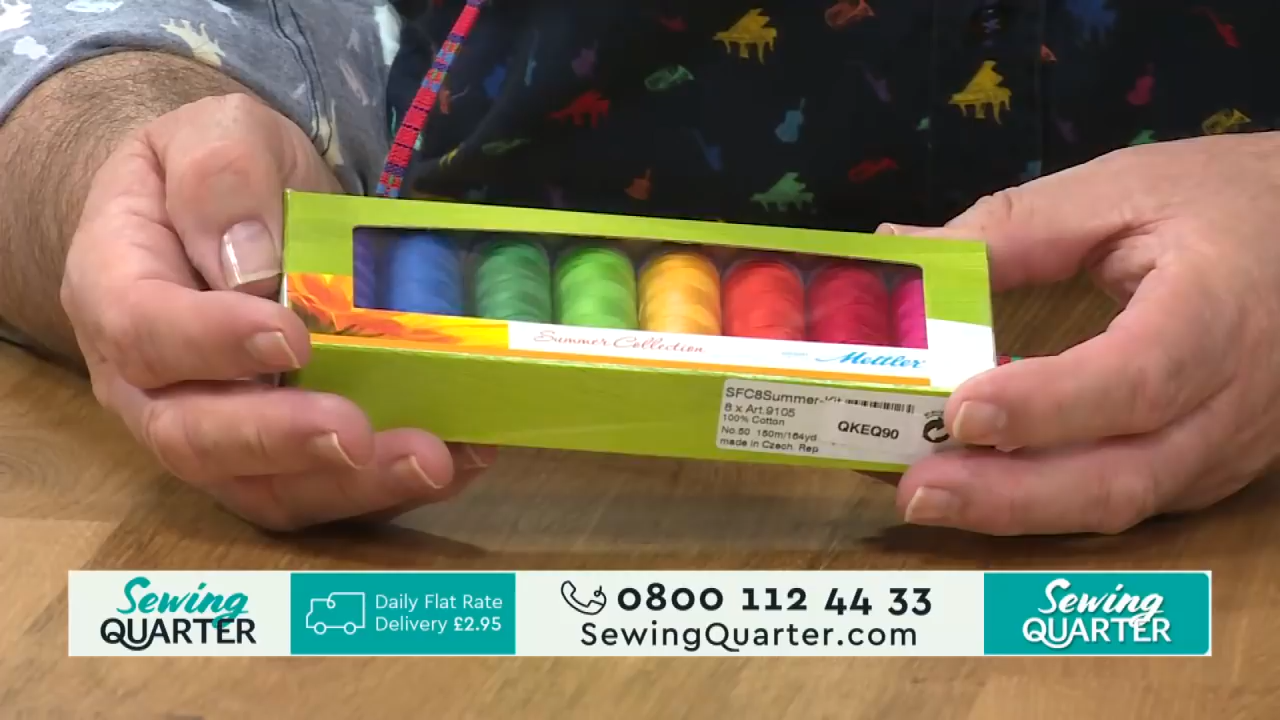 Summer Collection
Mettler
SFC8Summer-Kit
8 x Art.9105
100% Cotton
No.50 150m/164yd
made in Czech. Rep
QKEQ90
Sewing
QUARTER
Daily Flat Rate
Delivery £2.95
0800 112 44 33
SewingQuarter.com
Sewing
QUARTER